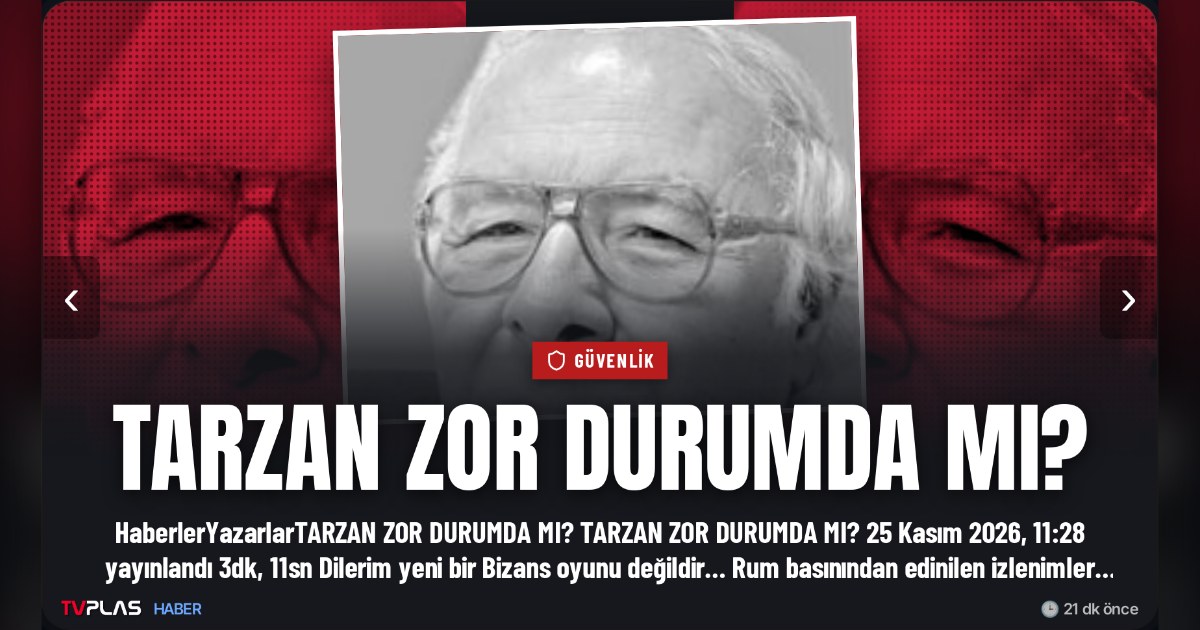 GÜVENLİK
TARZAN ZOR DURUMDA MI?
HaberlerYazarlarTARZAN ZOR DURUMDA MI? TARZAN ZOR DURUMDA MI? 25 Kasım 2026, 11:28
yayınlandı 3dk, 11sn Dilerim yeni bir Bizans oyunu değildir... Rum basınından edinilen izlenimler...
TVPLAS HABER
21 dk önce